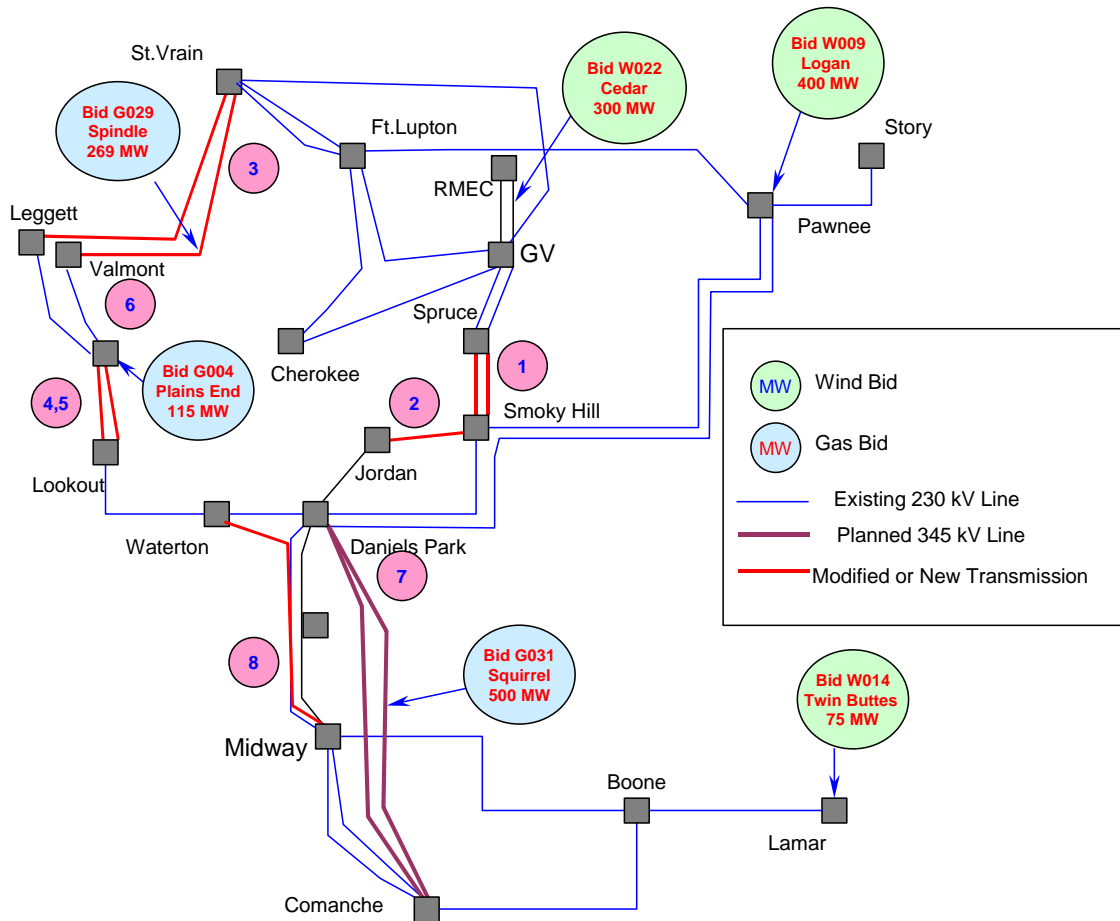 St.Vrain
Bid W022
Cedar
300 MW
Bid W009
Logan
400 MW
Bid G029
Spindle
269 MW
Ft.Lupton
Story
3
RMEC
Leggett
Pawnee
Valmont
GV
6
Spruce
Cherokee
1
Bid G004
Plains End
115 MW
4,5
2
Smoky Hill
MW
Wind Bid
MW
Gas Bid
Jordan
Lookout
Existing 230 kV Line
Waterton
Daniels Park
Planned 345 kV Line
7
Modified or New Transmission
8
Bid G031
Squirrel
500 MW
Bid W014
Twin Buttes
75 MW
Midway
Boone
Lamar
Comanche